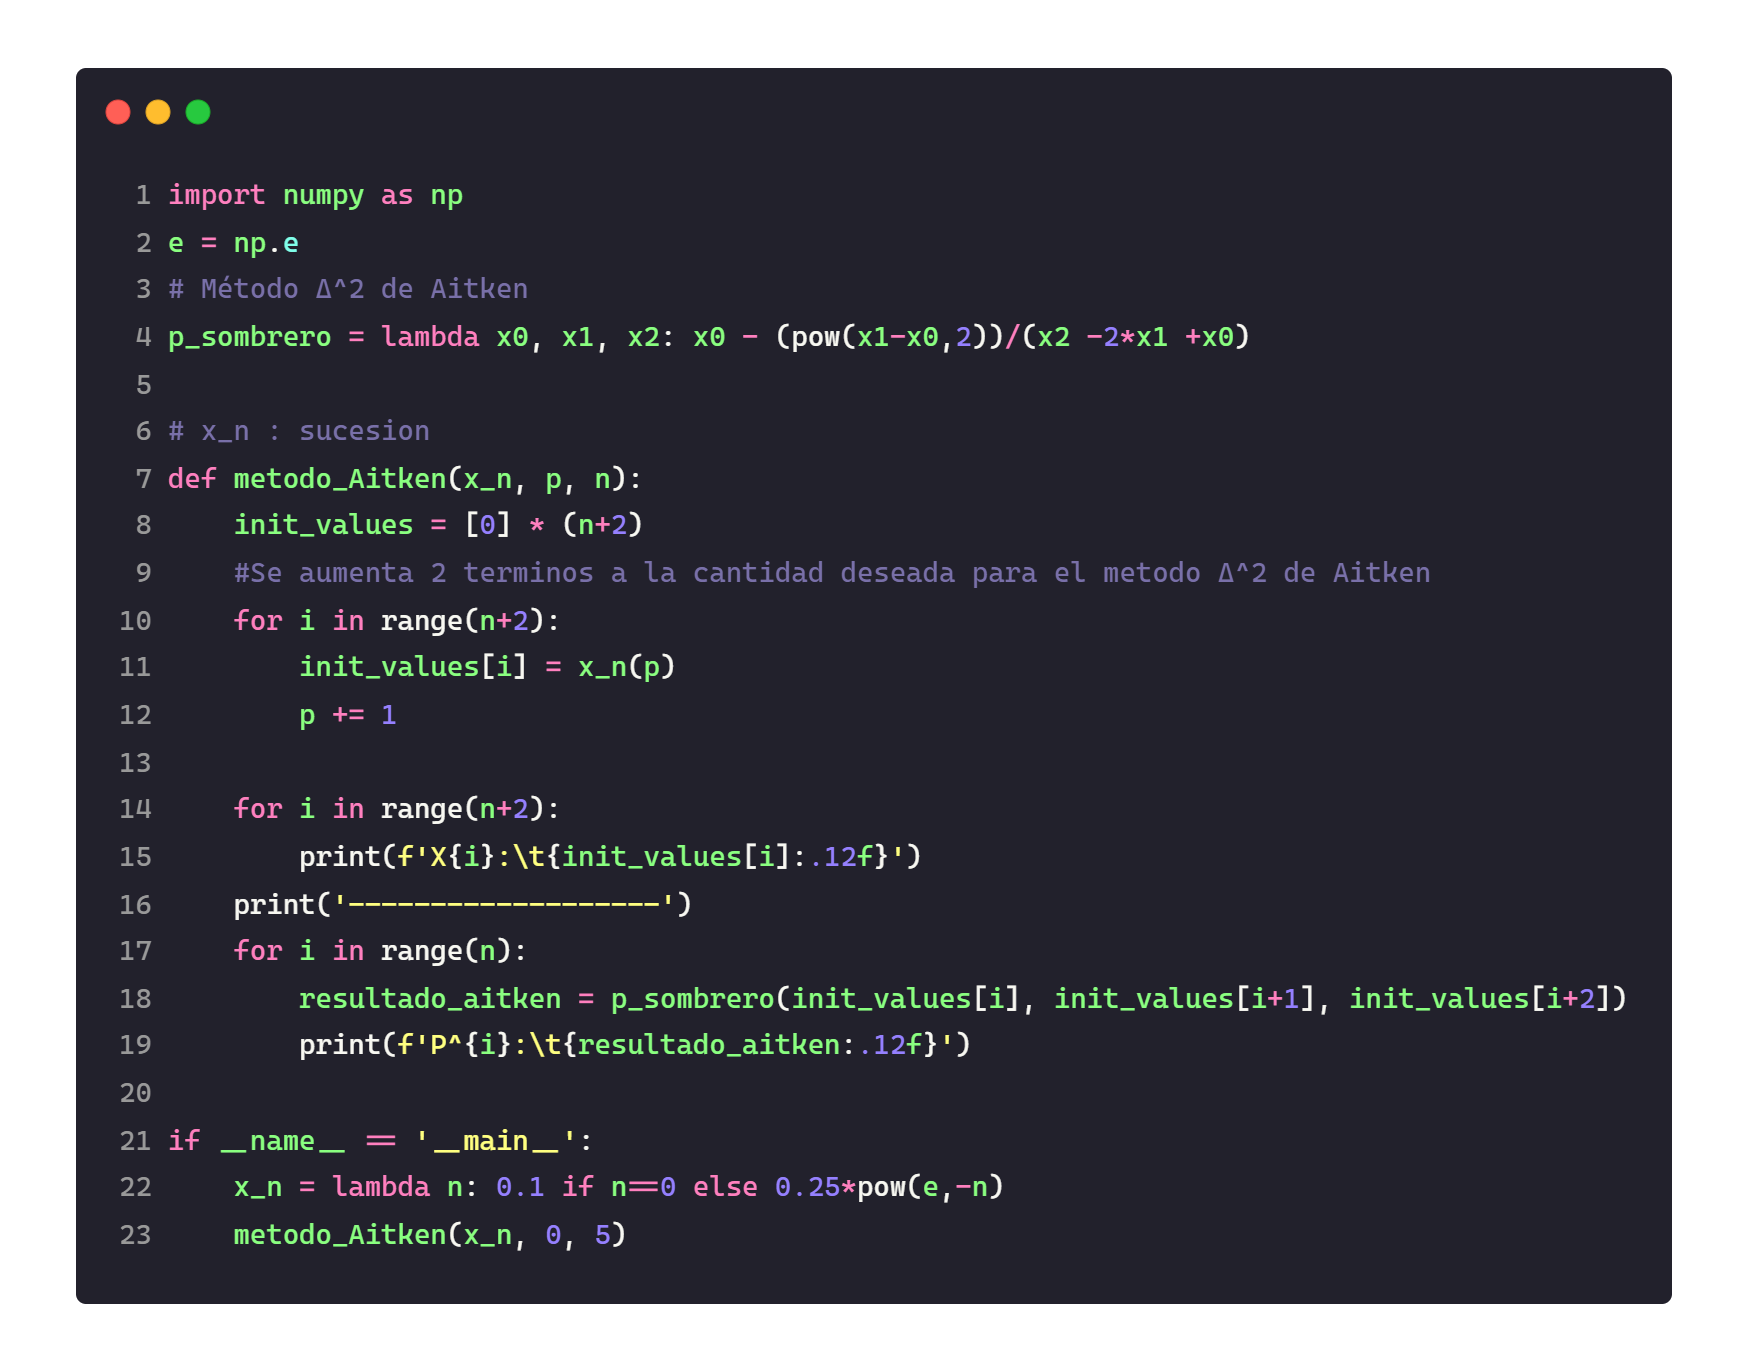 1 import numpy as np
2 e = np.e
3 # Método Δ^2 de Aitken
4 p_sombrero = lambda x0, x1, x2: x0 - (pow(x1-x0,2))/(x2 -2*x1 +x0)
5
6 # x_n : sucesion
7 def metodo_Aitken(x_n, p, n):
8     init_values = [0] * (n+2)
9     #Se aumenta 2 terminos a la cantidad deseada para el metodo Δ^2 de Aitken
10     for i in range(n+2):
11         init_values[i] = x_n(p)
12         p += 1
13
14     for i in range(n+2):
15         print(f'X{i}:\t{init_values[i]:.12f}')
16     print('-------------------')
17     for i in range(n):
18         resultado_aitken = p_sombrero(init_values[i], init_values[i+1], init_values[i+2])
19         print(f'P^{i}:\t{resultado_aitken:.12f}')
20
21 if __name__ == '__main__':
22     x_n = lambda n: 0.1 if n==0 else 0.25*pow(e,-n)
23     metodo_Aitken(x_n, 0, 5)